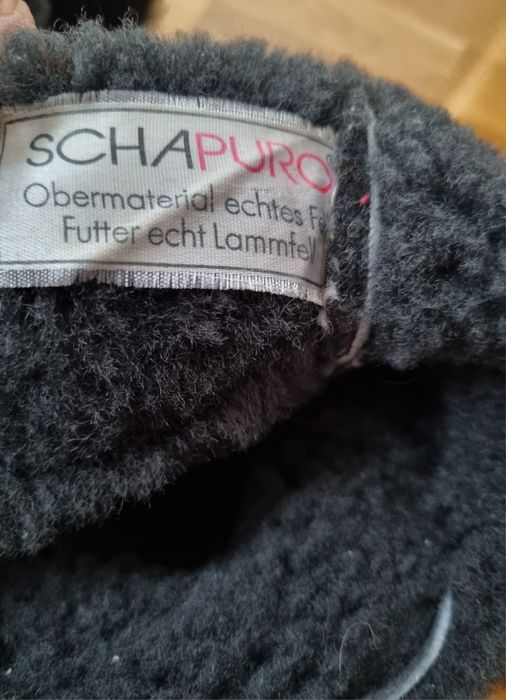 SCHAPURO
Obermaterial echtes
Futter echt Lammfell